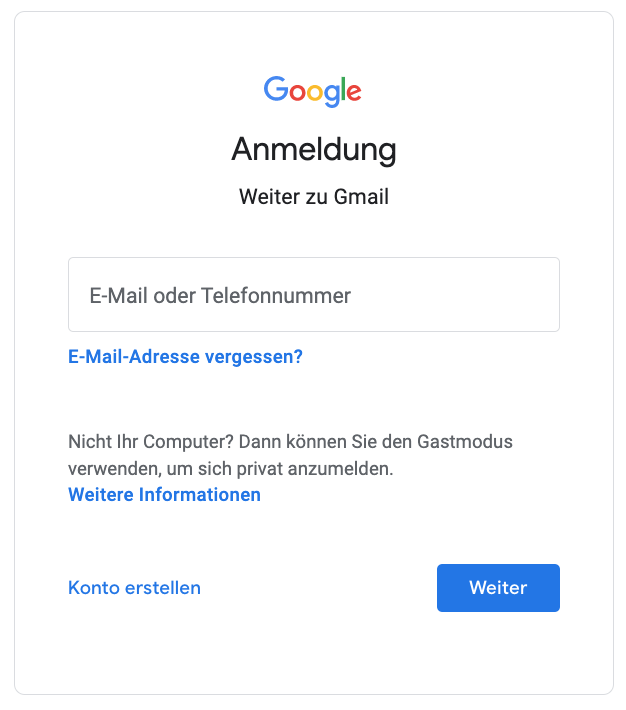 Google
Anmeldung
Weiter zu Gmail
E-Mail oder Telefonnummer
E-Mail-Adresse vergessen?
Nicht Ihr Computer? Dann können Sie den Gastmodus
verwenden, um sich privat anzumelden.
Weitere Informationen
Konto erstellen
Weiter